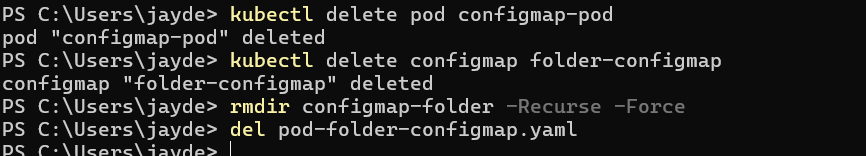 PS C:\Users\jayde> kubectl delete pod configmap-pod
pod "configmap-pod" deleted
PS C:\Users\jayde> kubectl delete configmap folder-configmap
configmap "folder-configmap" deleted
PS C:\Users\jayde> rmdir configmap-folder -Recurse -Force
PS C:\Users\jayde> del pod-folder-configmap.yaml
PS C:\Users\jayde>